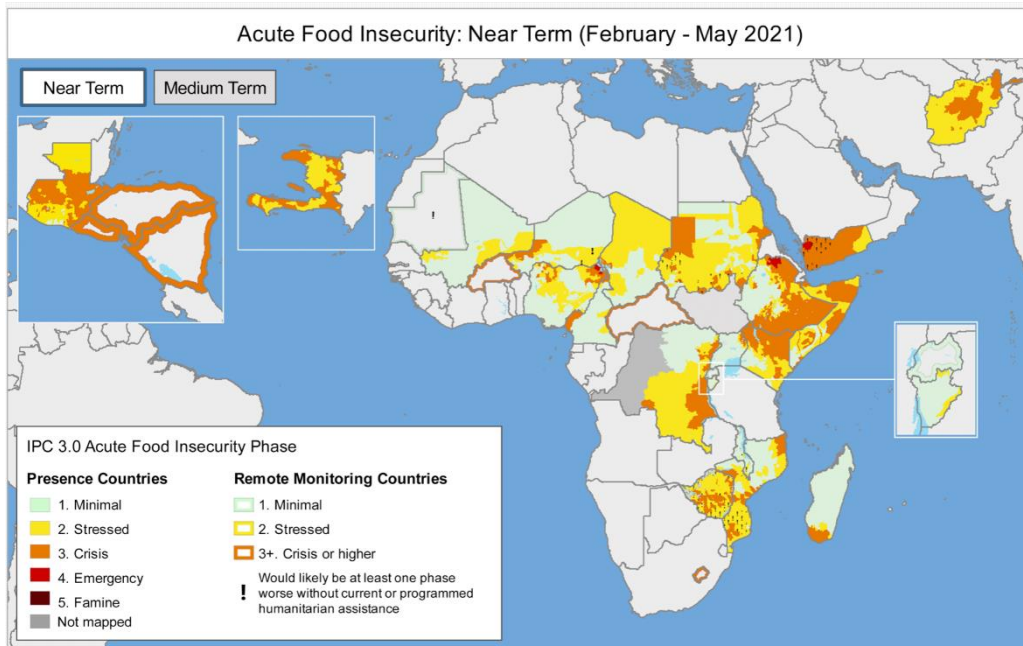 Acute Food Insecurity: Near Term (February - May 2021)
Near Term
Medium Term
!
!
IPC 3.0 Acute Food Insecurity Phase
Presence Countries
1. Minimal
2. Stressed
3. Crisis
4. Emergency
5. Famine
Not mapped
Remote Monitoring Countries
1. Minimal
2. Stressed
3+. Crisis or higher
! Would likely be at least one phase
worse without current or programmed
humanitarian assistance